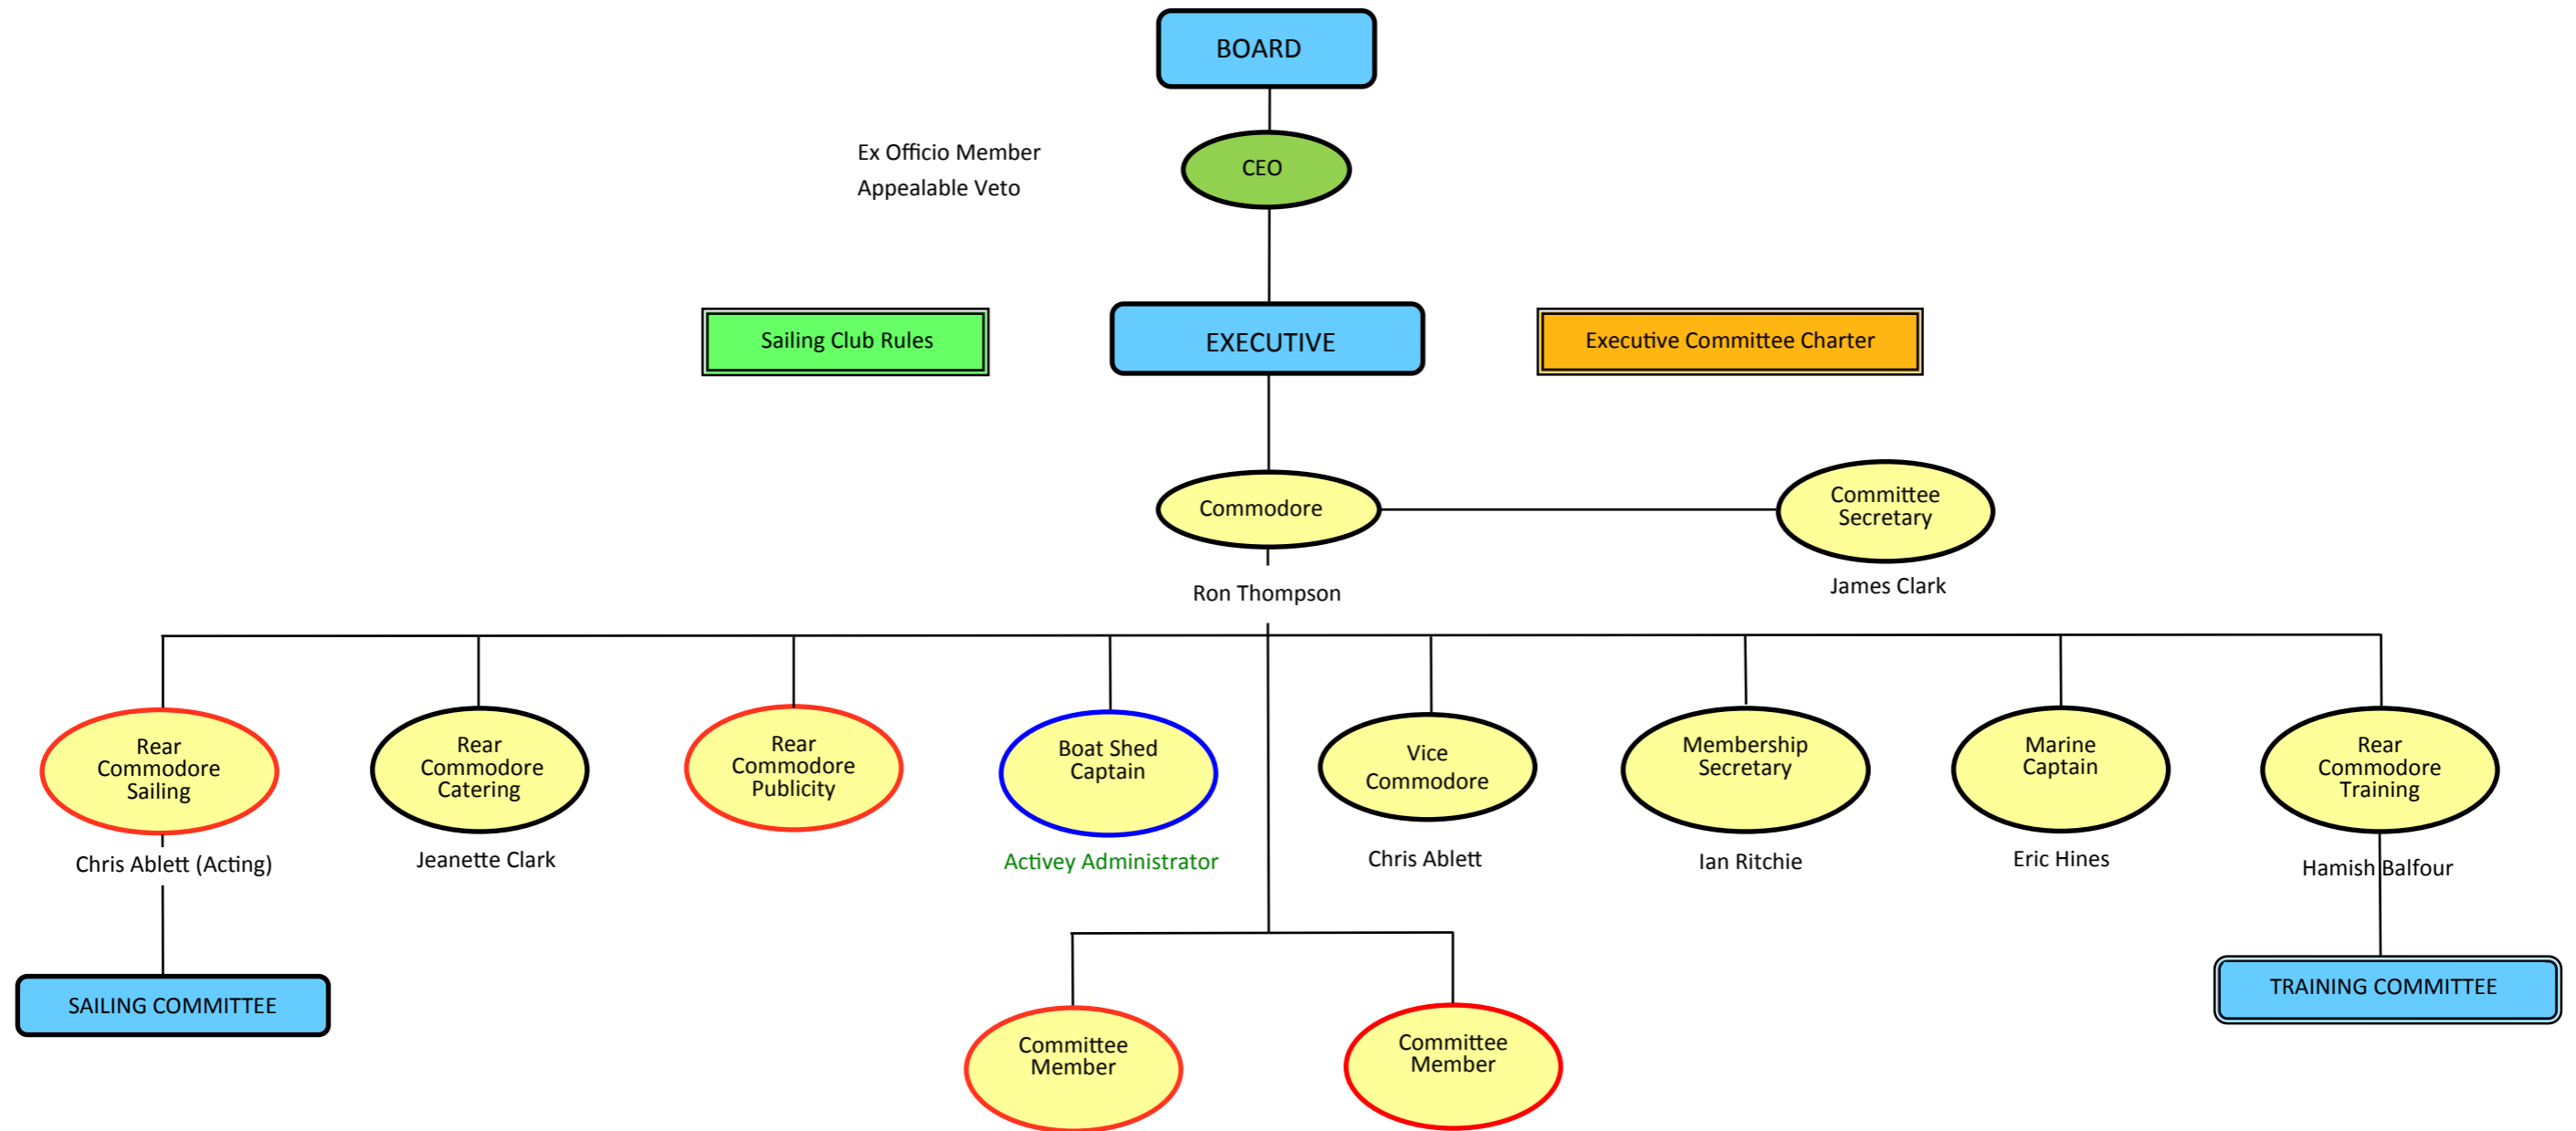 BOARD
Ex Officio Member
Appealable Veto
CEO
Sailing Club Rules
EXECUTIVE
Executive Committee Charter
Commodore
Committee
Secretary
Ron Thompson
James Clark
Rear
Commodore
Sailing
Rear
Commodore
Catering
Rear
Commodore
Publicity
Boat Shed
Captain
Vice
Commodore
Membership
Secretary
Marine
Captain
Rear
Commodore
Training
Chris Ablett (Acting)
Jeanette Clark
Activey Administrator
Chris Ablett
Ian Ritchie
Eric Hines
Hamish Balfour
SAILING COMMITTEE
TRAINING COMMITTEE
Committee
Member
Committee
Member